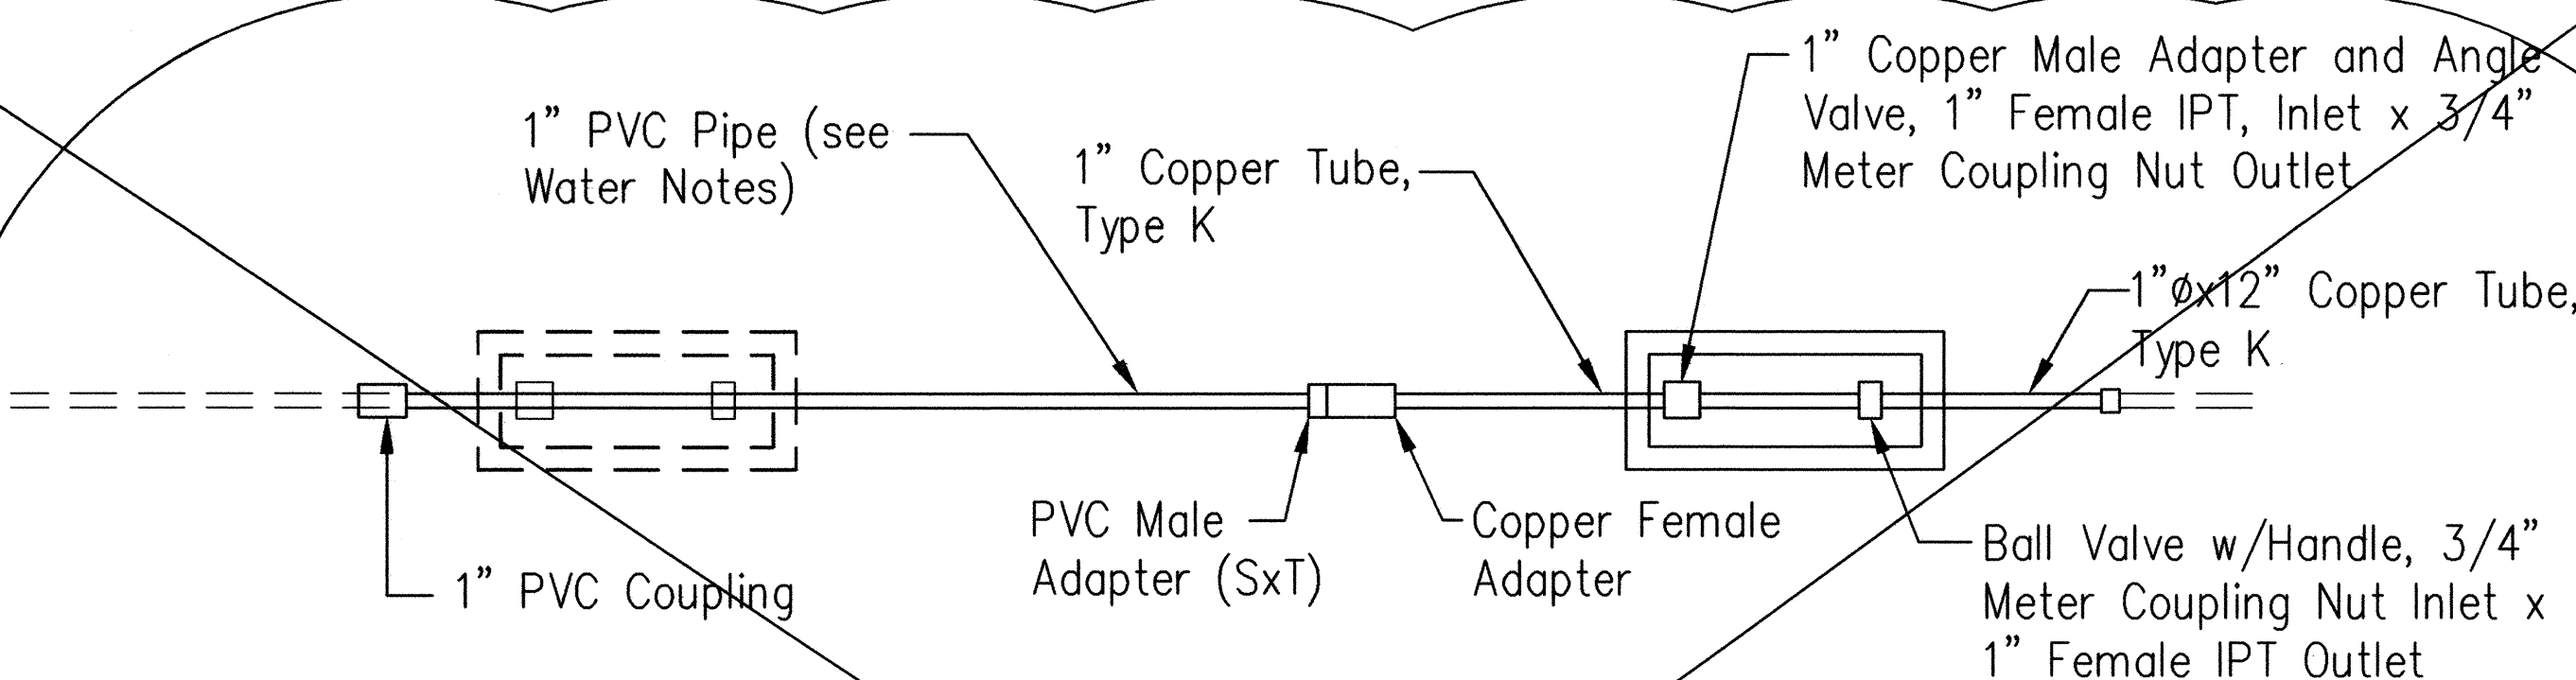 1” Copper Male Adapter and Angle
Valve, 1” Female IPT, Inlet x 3/4”
Meter Coupling Nut Outlet
1” PVC Pipe (see
Water Notes)
1” Copper Tube,
Type K
1”øx12” Copper Tube,
Type K
PVC Male
Adapter (SxT)
Copper Female
Adapter
1” PVC Coupling
Ball Valve w/Handle, 3/4”
Meter Coupling Nut Inlet x
1” Female IPT Outlet